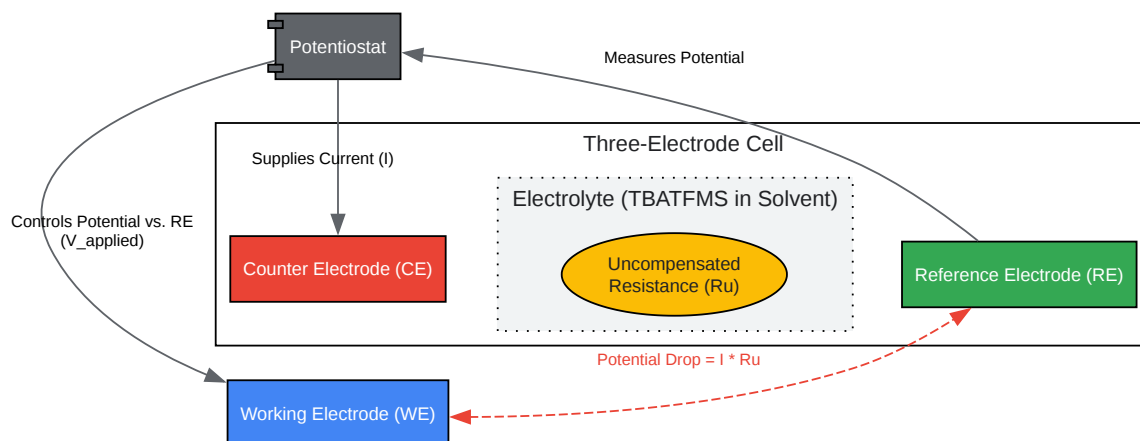 Potentiostat
Measures Potential
Three-Electrode Cell
Supplies Current (I)
Electrolyte (TBATFMS in Solvent)
Controls Potential vs. RE
(V_applied)
Counter Electrode (CE)
Uncompensated
Resistance (Ru)
Reference Electrode (RE)
Potential Drop = I * Ru
Working Electrode (WE)